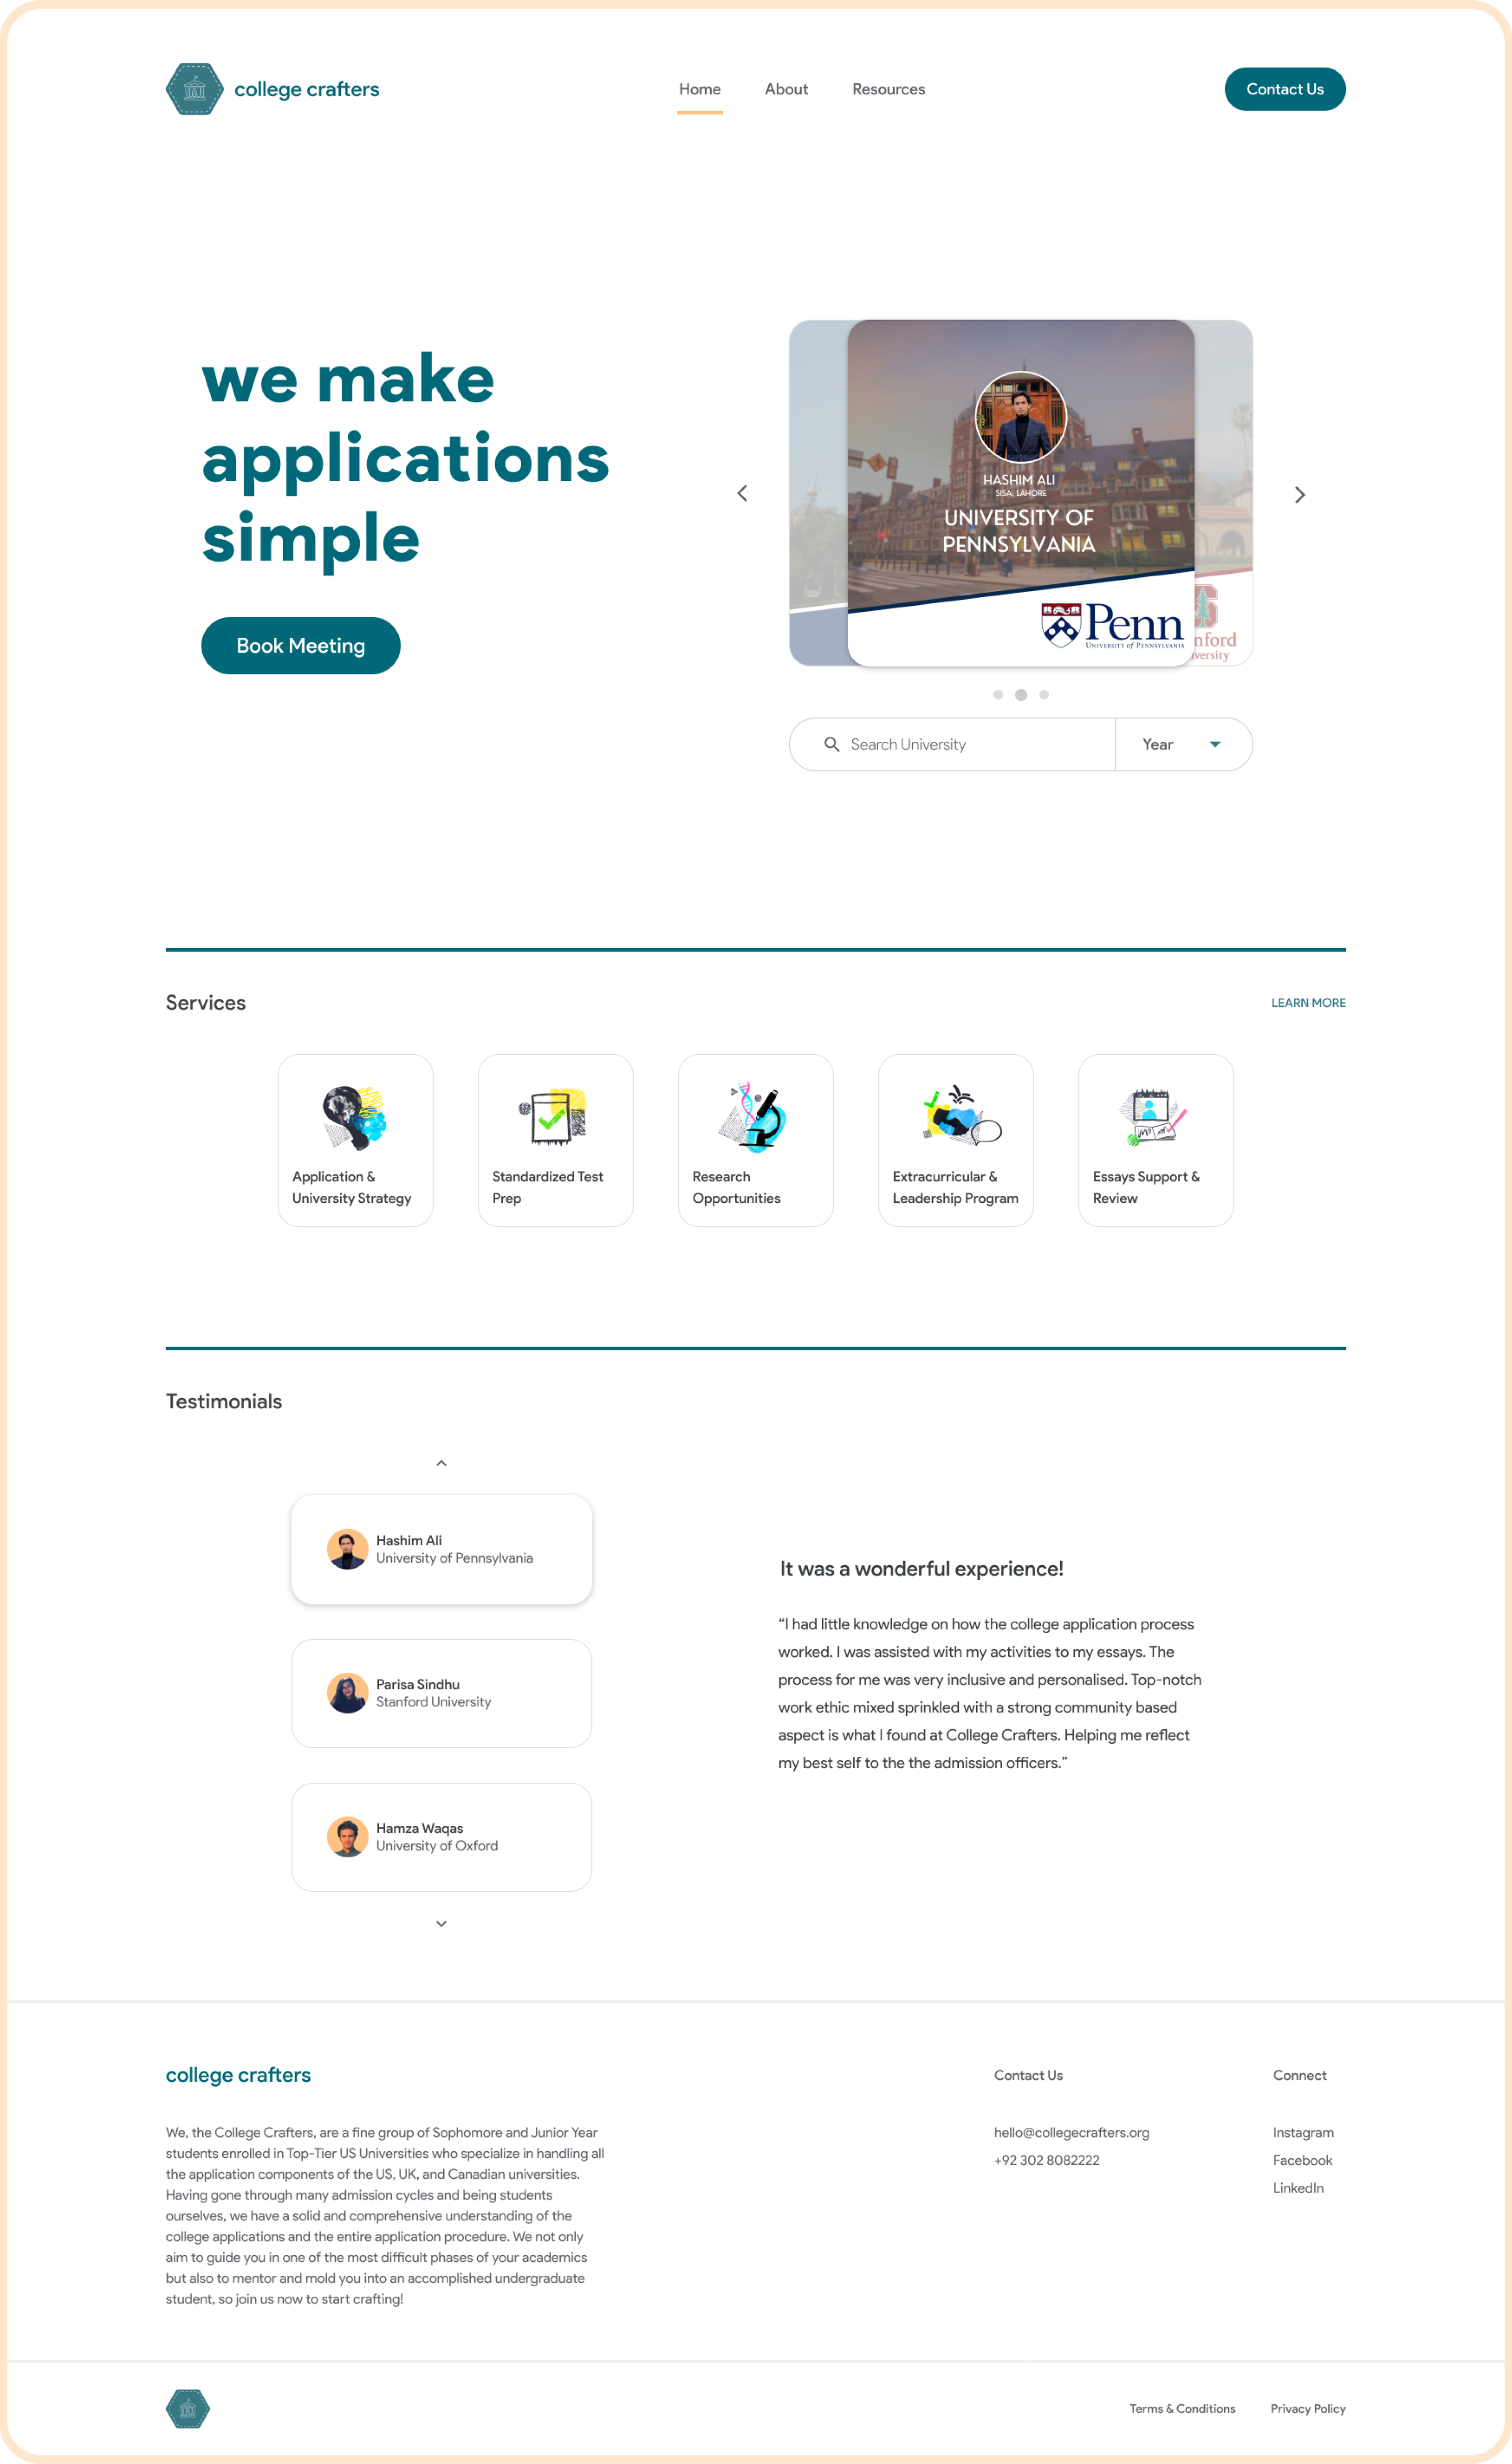 college crafters
Home
About
Resources
Contact Us
we make
applications
simple
Book Meeting
HASHIM ALI
SISA, LAHORE
UNIVERSITY OF
PENNSYLVANIA
Penn
UNIVERSITY of PENNSYLVANIA
nford
versity
Search University
Year
Services
LEARN MORE
Application &
University Strategy
Standardized Test
Prep
Research
Opportunities
Extracurricular &
Leadership Program
Essays Support &
Review
Testimonials
Hashim Ali
University of Pennsylvania
Parisa Sindhu
Stanford University
Hamza Waqas
University of Oxford
It was a wonderful experience!
“I had little knowledge on how the college application process
worked. I was assisted with my activities to my essays. The
process for me was very inclusive and personalised. Top-notch
work ethic mixed sprinkled with a strong community based
aspect is what I found at College Crafters. Helping me reflect
my best self to the the admission officers.”
college crafters
We, the College Crafters, are a fine group of Sophomore and Junior Year
students enrolled in Top-Tier US Universities who specialize in handling all
the application components of the US, UK, and Canadian universities.
Having gone through many admission cycles and being students
ourselves, we have a solid and comprehensive understanding of the
college applications and the entire application procedure. We not only
aim to guide you in one of the most difficult phases of your academics
but also to mentor and mold you into an accomplished undergraduate
student, so join us now to start crafting!
Contact Us
hello@collegecrafters.org
+92 302 8082222
Connect
Instagram
Facebook
LinkedIn
Terms & Conditions
Privacy Policy